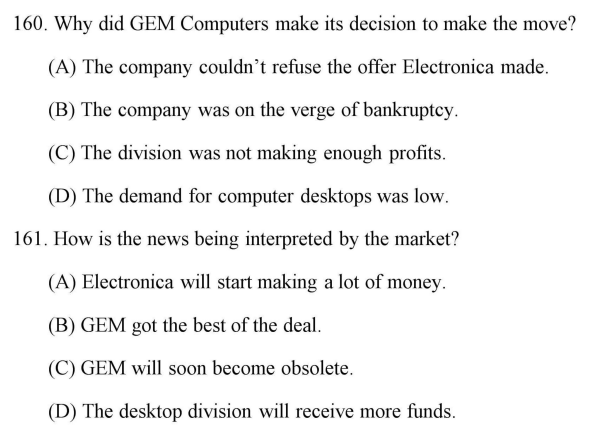 160. Why did GEM Computers make its decision to make the move?
(A) The company couldn’t refuse the offer Electronica made.
(B) The company was on the verge of bankruptcy.
(C) The division was not making enough profits.
(D) The demand for computer desktops was low.
161. How is the news being interpreted by the market?
(A) Electronica will start making a lot of money.
(B) GEM got the best of the deal.
(C) GEM will soon become obsolete.
(D) The desktop division will receive more funds.